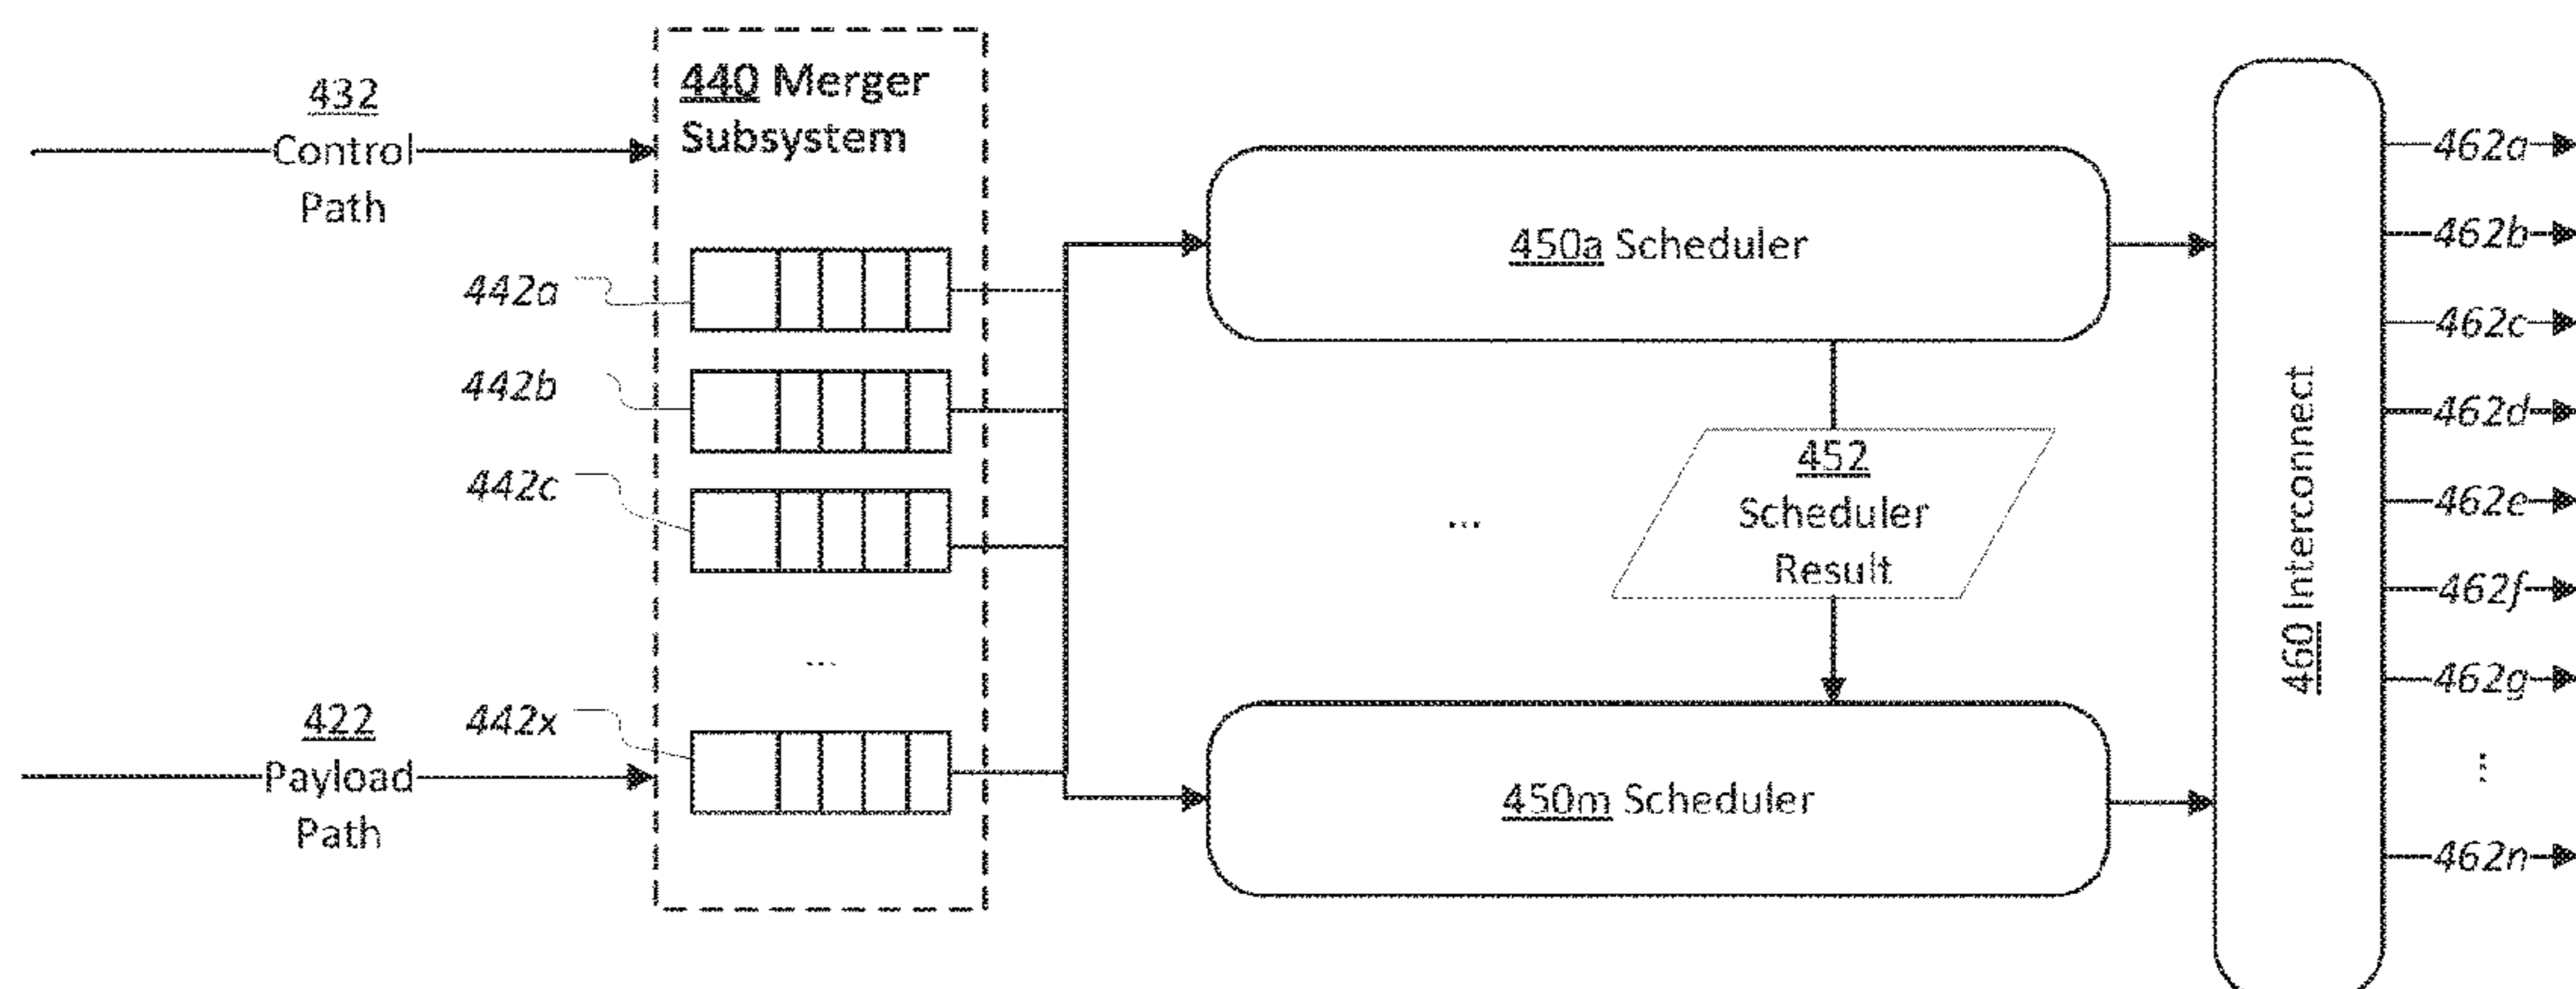 432
Control
Path
440 Merger
Subsystem
442a
442b
442c
...
442x
422
Payload
Path
450a Scheduler
...
452
Scheduler
Result
450m Scheduler
460 Interconnect
462a
462b
462c
462d
462e
462f
462g
...
462n